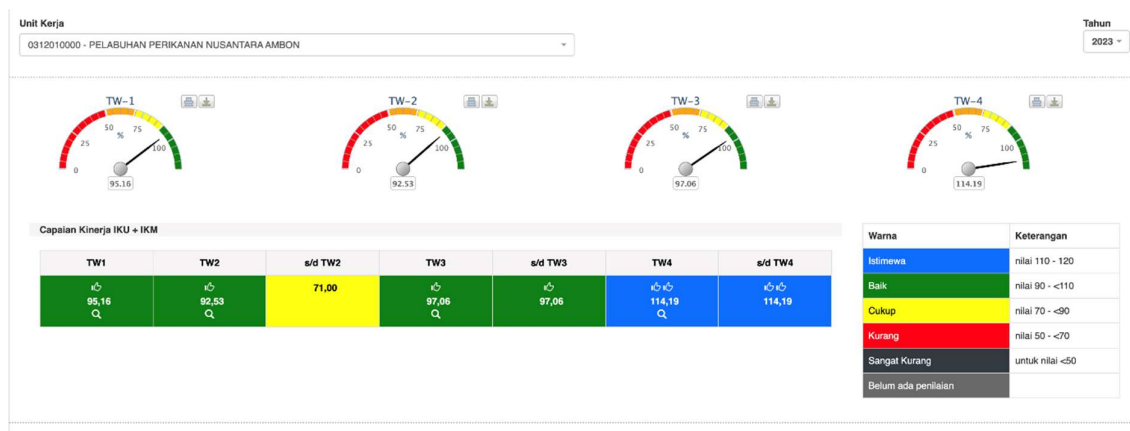 Unit Kerja
0312010000 - PELABUHAN PERIKANAN NUSANTARA AMBON
Tahun
2023
TW-1
0 25 50 % 75 100
95.16
TW-2
0 25 50 % 75 100
92.53
TW-3
0 25 50 % 75 100
97.06
TW-4
0 25 50 % 75 100
114.19
Capaian Kinerja IKU + IKM
TW1 TW2 s/d TW2 TW3 s/d TW3 TW4 s/d TW4
95,16 92,53 71,00 97,06 97,06 114,19 114,19
Warna Keterangan
Istimewa nilai 110 - 120
Baik nilai 90 - <110
Cukup nilai 70 - <90
Kurang nilai 50 - <70
Sangat Kurang untuk nilai <50
Belum ada penilaian